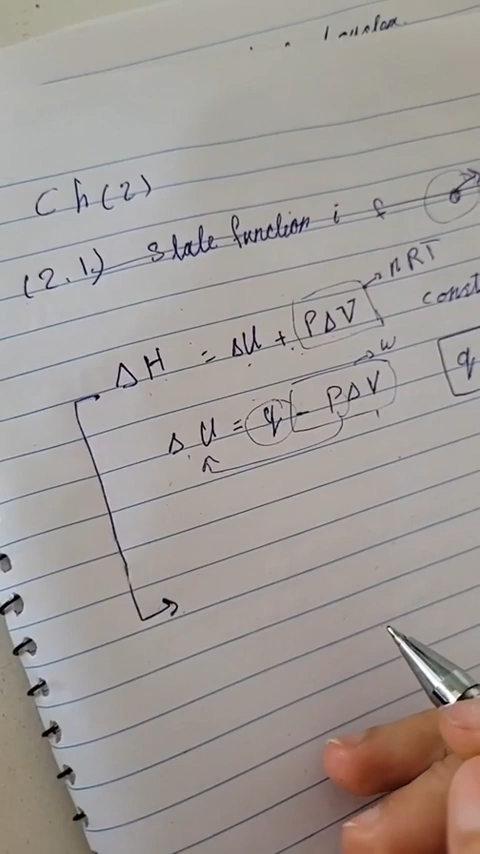 Ch(2)
(2.1) State function i f
nRT
ΔH = ΔU + PΔV const
w
ΔU = q - PΔV q